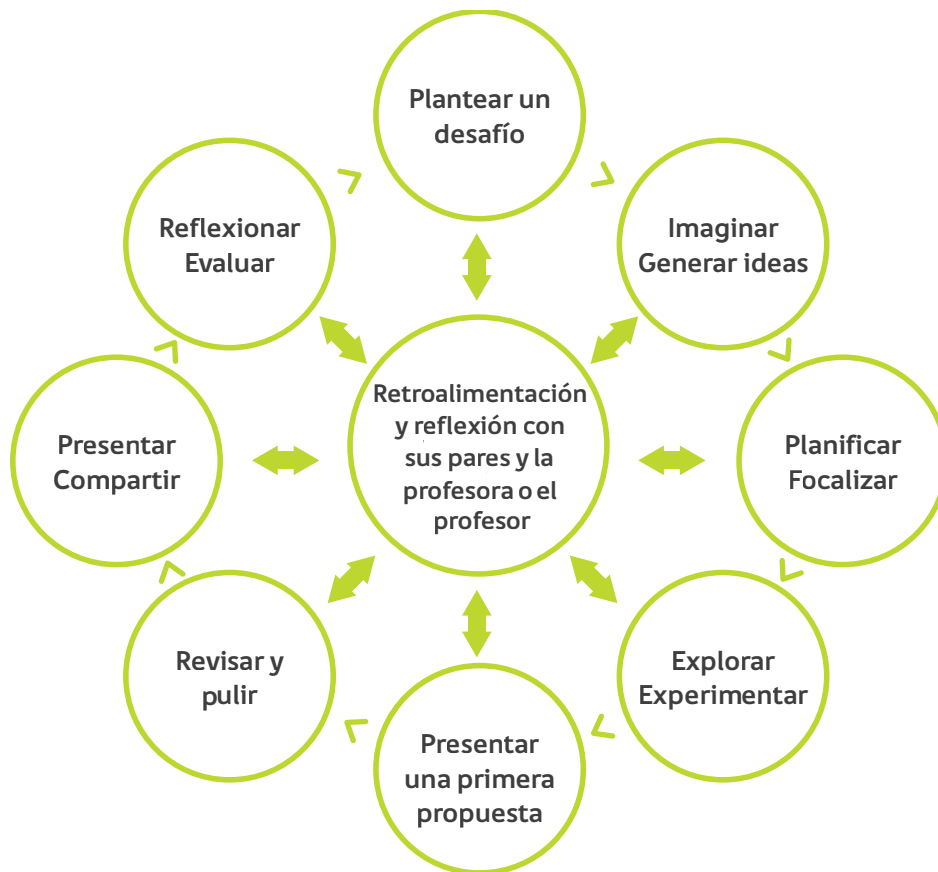 Plantear un
desafío
Imaginar
Generar ideas
Planificar
Focalizar
Explorar
Experimentar
Presentar
una primera
propuesta
Revisar y
pulir
Presentar
Compartir
Reflexionar
Evaluar
Retroalimentación
y reflexión con
sus pares y la
profesora o el
profesor